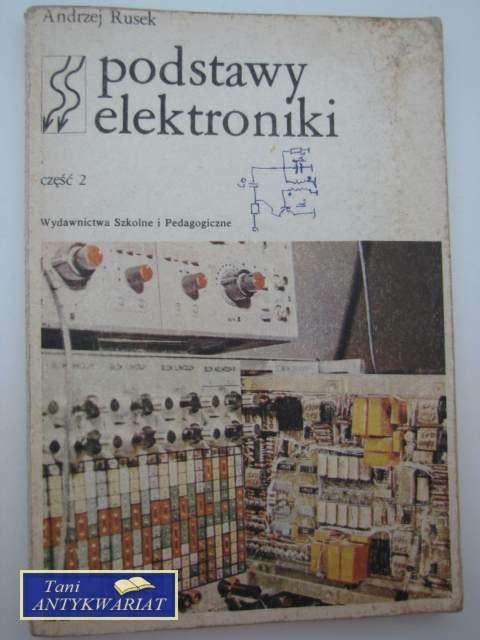 Andrzej Rusek
podstawy
elektroniki
część 2
Wydawnictwa Szkolne i Pedagogiczne
Tani
ANTYKWARIAT